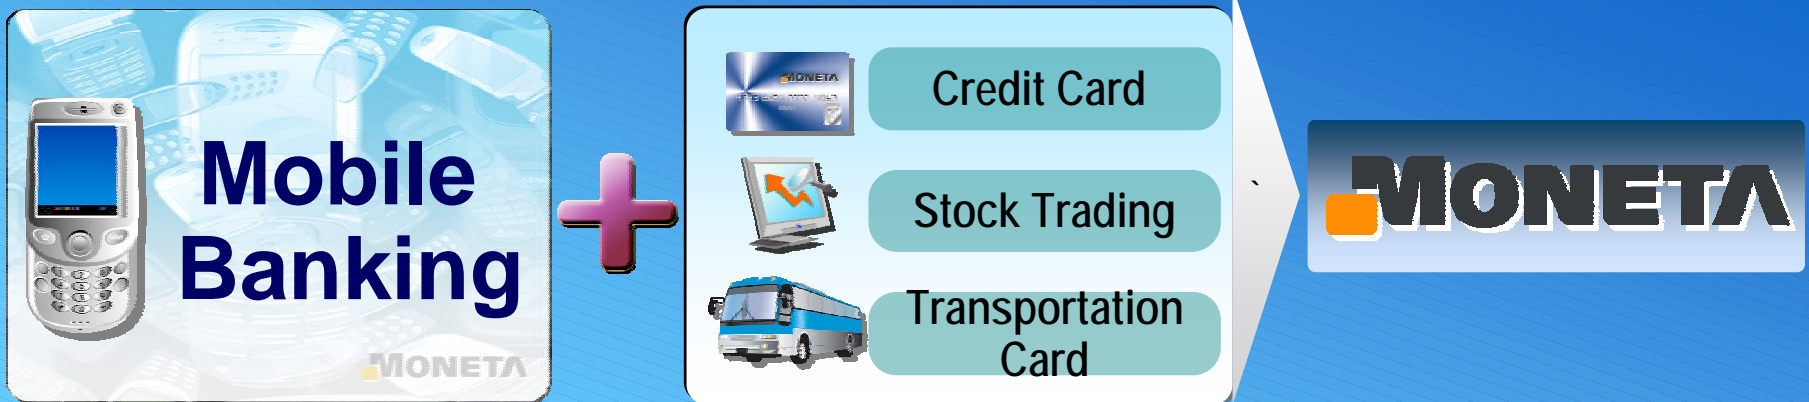 Mobile
Banking
MONETA
MONETA
Credit Card
Stock Trading
Transportation
Card
`
MONETA